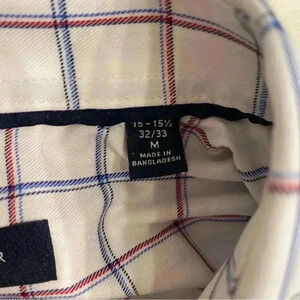 15-15½
32/33
M
MADE IN
BANGLADESH
R